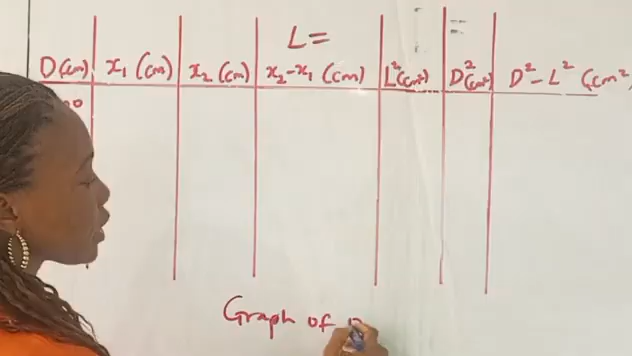 L=
D(cm) x₁ (cm) x₂ (cm) x₂-x₁ (cm) L²(cm²) D²(cm²) D²-L² (cm²
Graph of